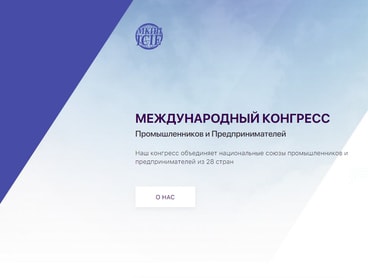 МКПП
ICIE
МЕЖДУНАРОДНЫЙ КОНГРЕСС
Промышленников и Предпринимателей
Наш конгресс объединяет национальные союзы промышленников и
предпринимателей из 28 стран
О НАС